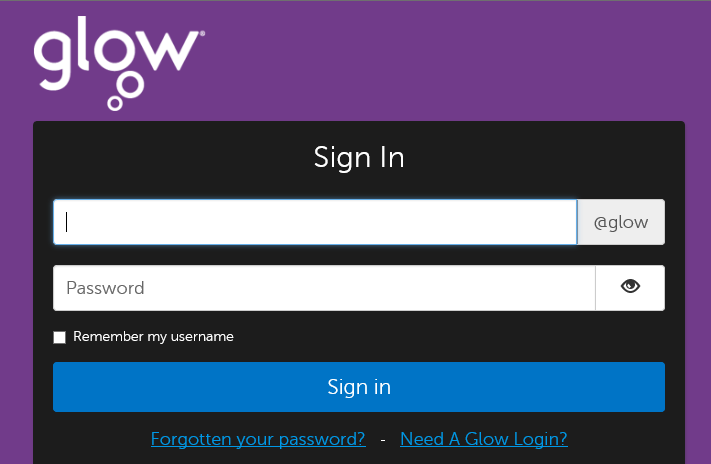 glow®
Sign In
@glow
Password
Remember my username
Sign in
Forgotten your password? - Need A Glow Login?